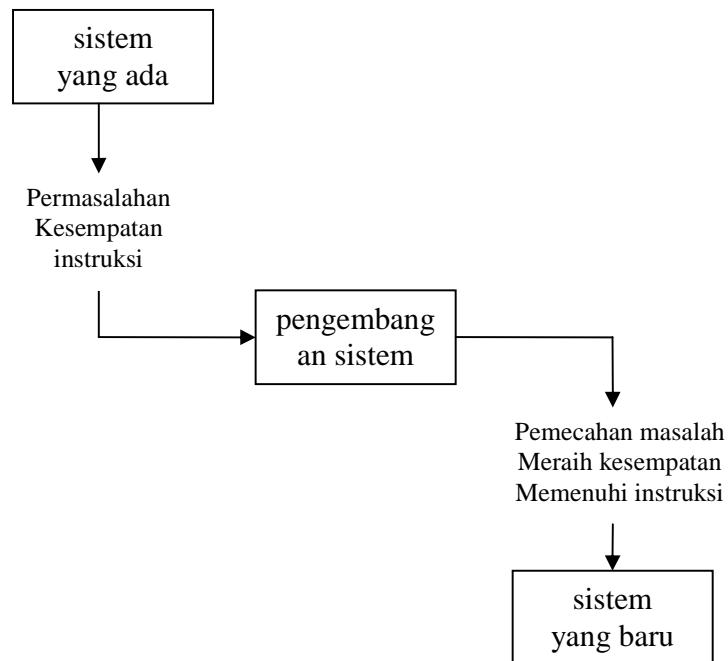 sistem
yang ada
Permasalahan
Kesempatan
instruksi
pengembang
an sistem
Pemecahan masalah
Meraih kesempatan
Memenuhi instruksi
sistem
yang baru